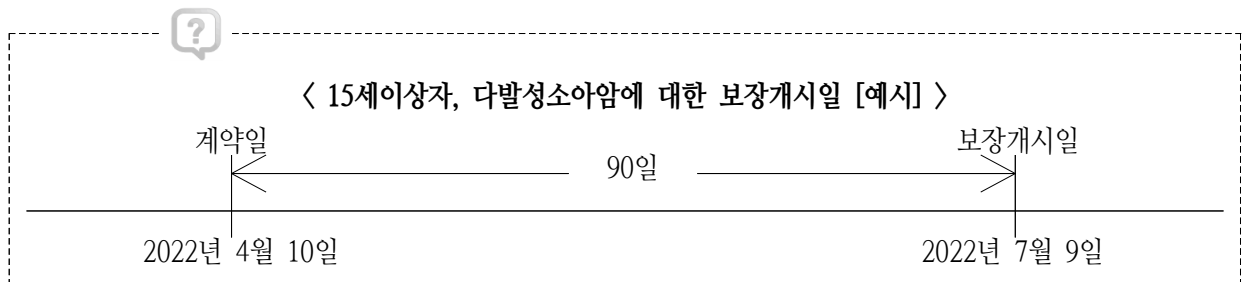 ?
〈 15세이상자, 다발성소아암에 대한 보장개시일 [예시] 〉
계약일 보장개시일
90일
2022년 4월 10일 2022년 7월 9일